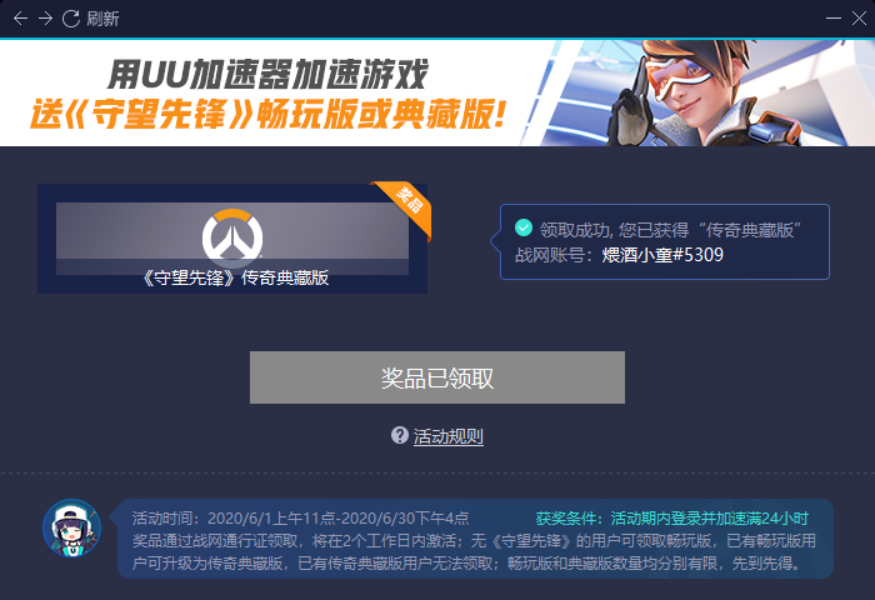 刷新
用UU加速器加速游戏
送《守望先锋》畅玩版或典藏版!
奖品
《守望先锋》传奇典藏版
领取成功, 您已获得“传奇典藏版”
战网账号：煨酒小童#5309
奖品已领取
活动规则
活动时间：2020/6/1上午11点-2020/6/30下午4点 获奖条件：活动期内登录并加速满24小时
奖品通过战网通行证领取，将在2个工作日内激活；无《守望先锋》的用户可领取畅玩版，已有畅玩版用
户可升级为传奇典藏版，已有传奇典藏版用户无法领取；畅玩版和典藏版数量均分别有限，先到先得。